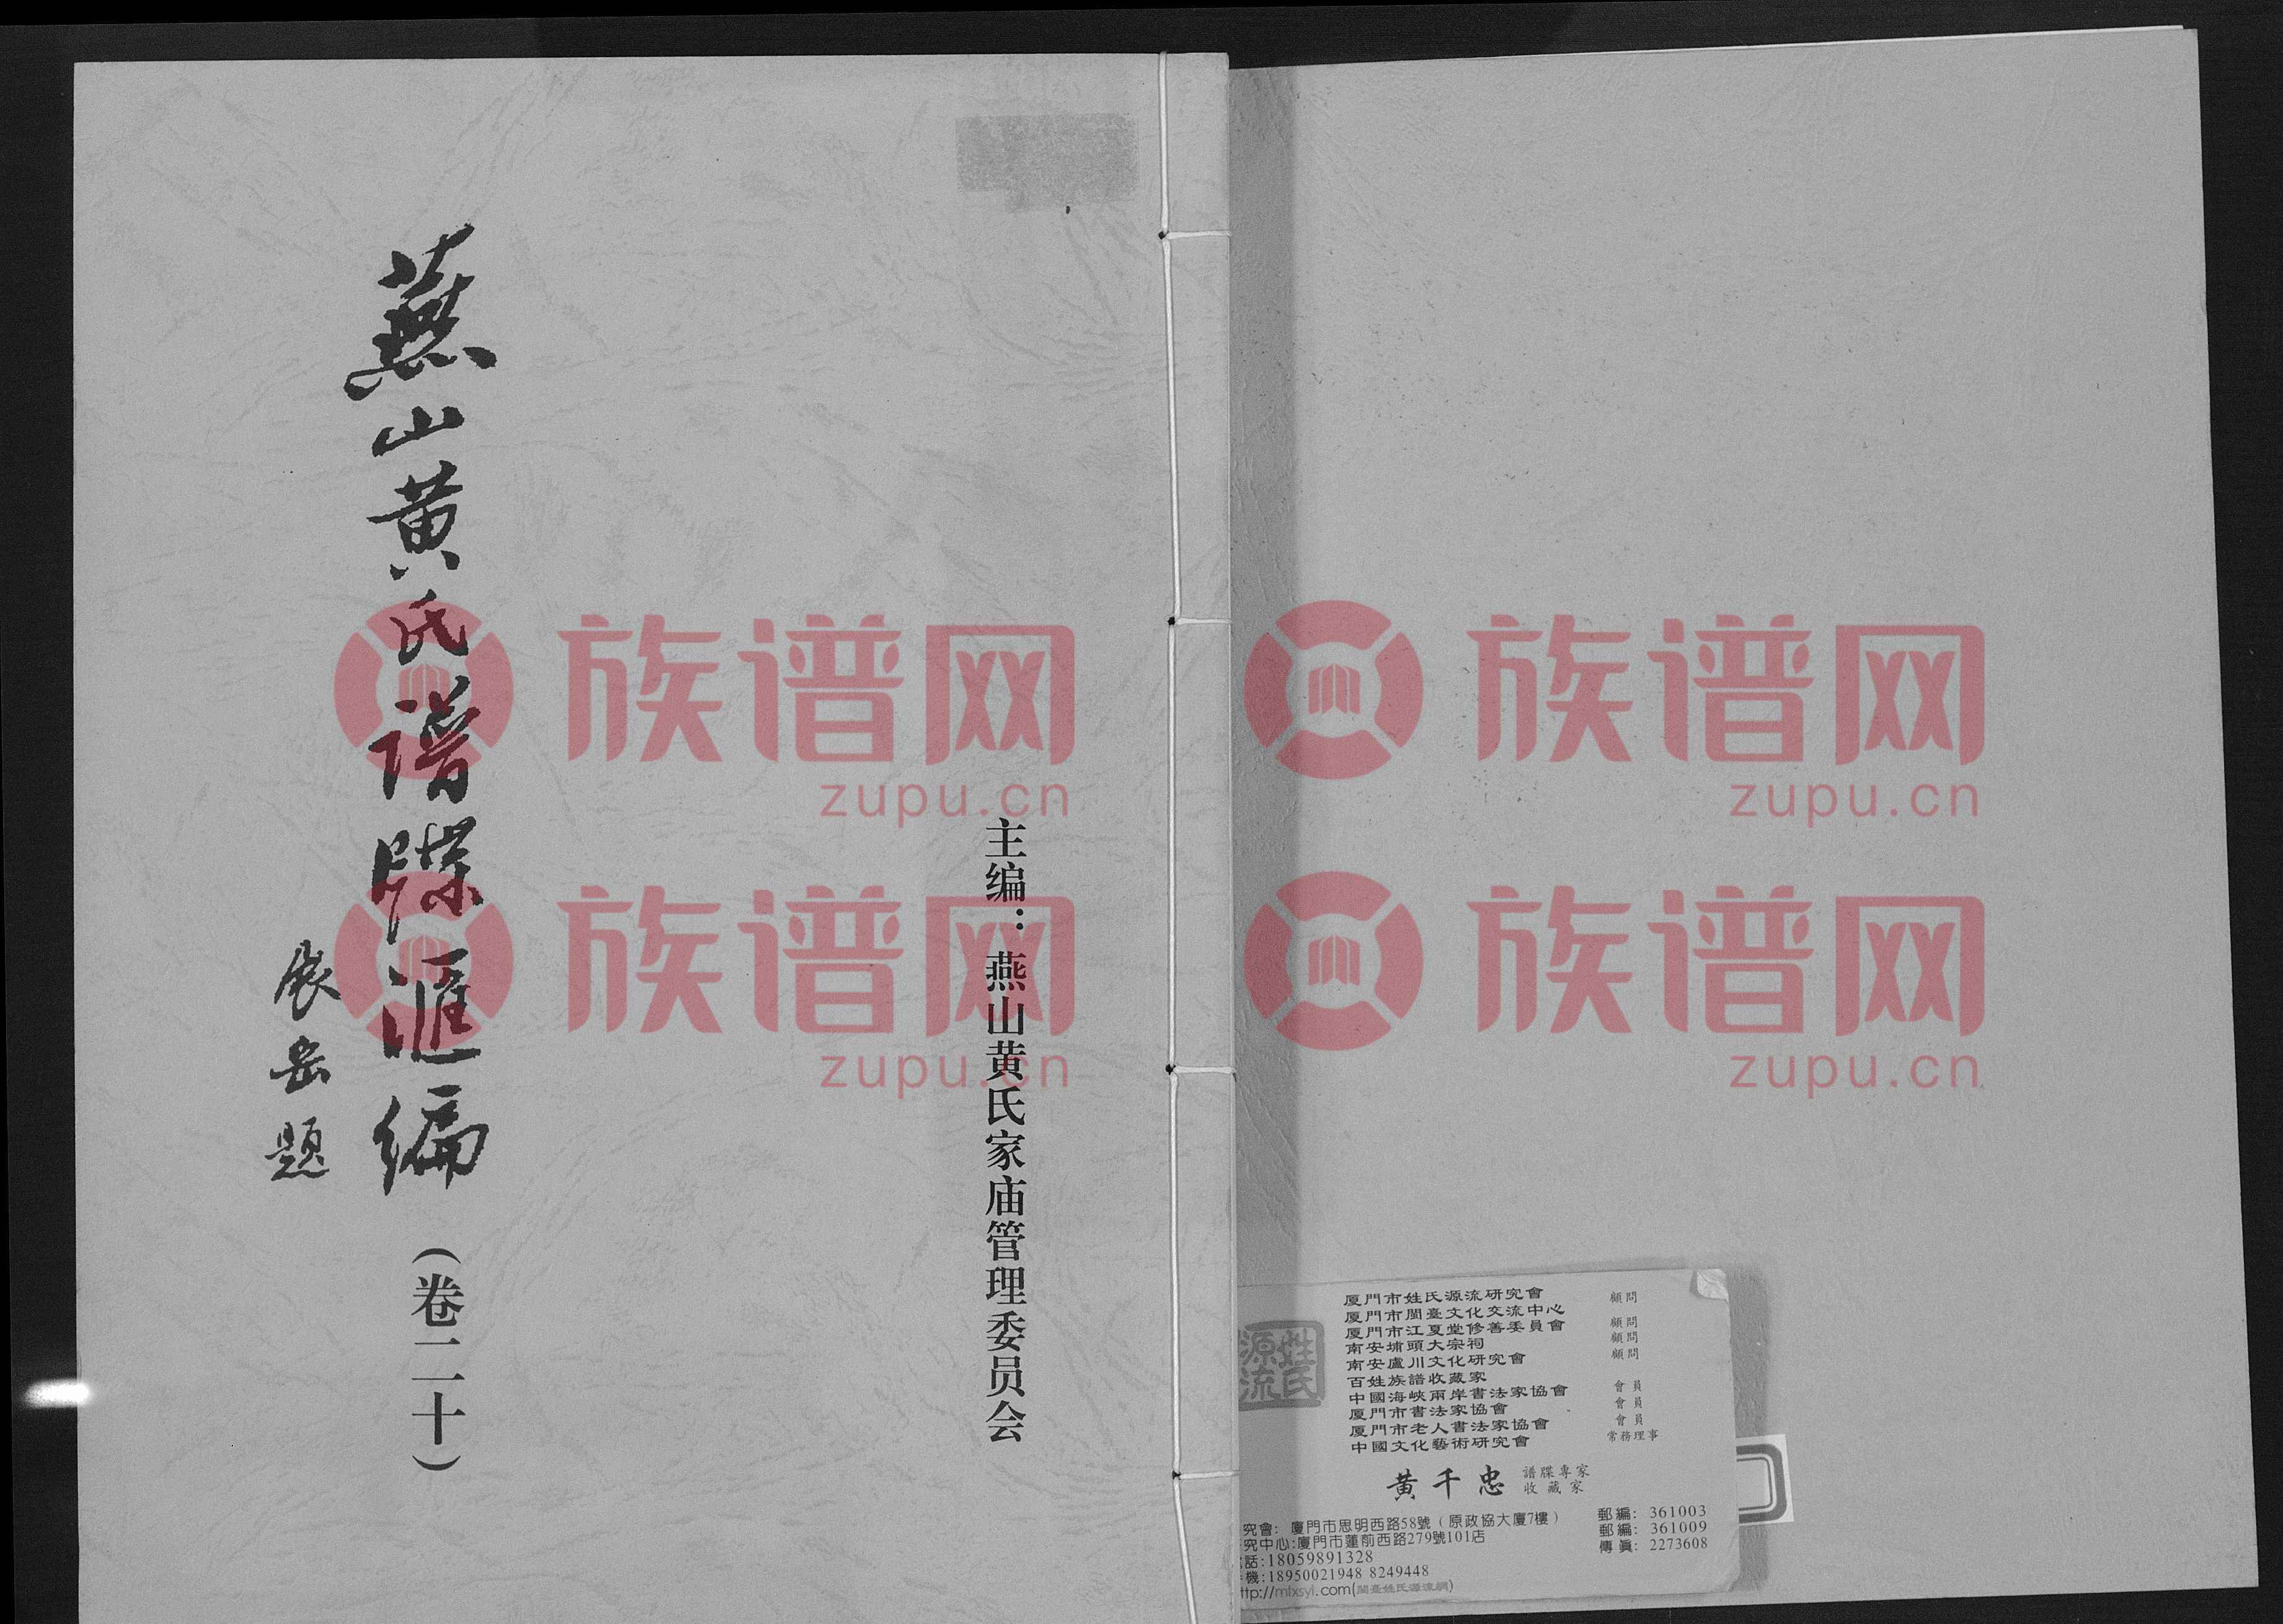 燕山黄氏谱牒滙编
(卷二十)
展岳题
主编：燕山黄氏家庙管理委员会
族谱网
zupu.cn
族谱网
zupu.cn
族谱网
zupu.cn
族谱网
zupu.cn
姓氏源流
厦門市姓氏源流研究會 顧問
厦門市閩臺文化交流中心
厦門市江夏堂修善委員會 顧問
南安埔頭大宗祠 顧問
南安盧川文化研究會 顧問
百姓族譜收藏家
中國海峽兩岸書法家協會 會員
厦門市書法家協會 會員
厦門市老人書法家協會 會員
中國文化藝術研究會 常務理事
黄千忠 譜牒專家
收藏家
究會: 廈門市思明西路58號（原政協大廈7樓） 郵編: 361003
究中心:廈門市蓮前西路279號101店 郵編: 361009
話:18059891328 傳真: 2273608
機:18950021948 8249448
ttp://mtxsyl.com(閩臺姓氏源流網)